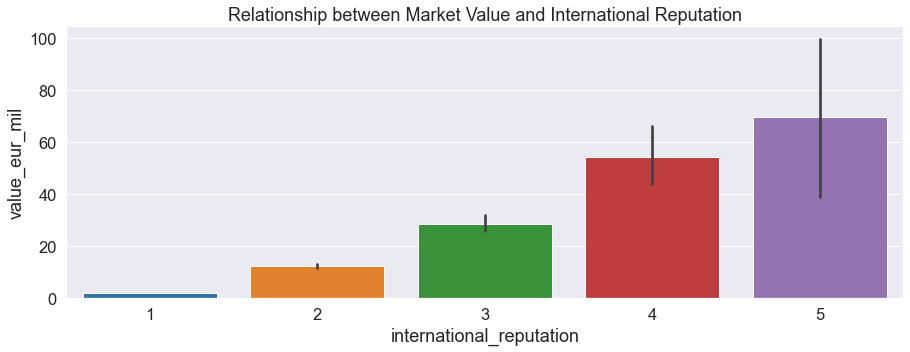 Relationship between Market Value and International Reputation
value_eur_mil
100
80
60
40
20
0
1 2 3 4 5
international_reputation